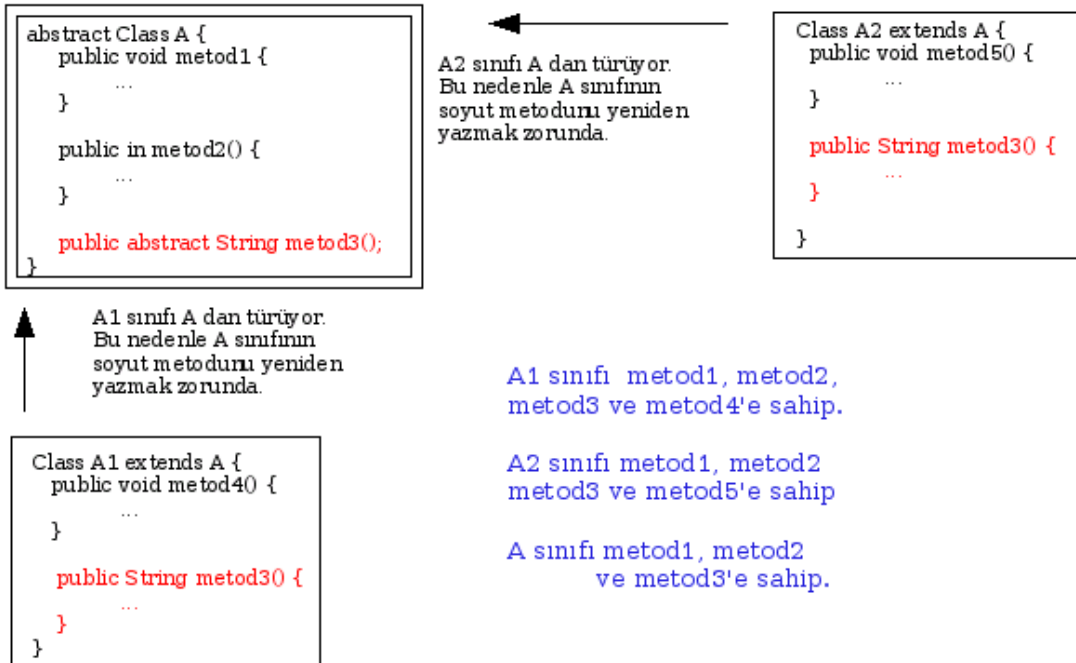 abstract Class A {
public void metod1 {
...
}
public in metod2() {
...
}
public abstract String metod3();
}
A2 sınıfı A dan türüyor.
Bu nedenle A sınıfının
soyut metodunu yeniden
yazmak zorunda.
Class A2 extends A {
public void metod5() {
...
}
public String metod3() {
...
}
}
A1 sınıfı A dan türüyor.
Bu nedenle A sınıfının
soyut metodunu yeniden
yazmak zorunda.
Class A1 extends A {
public void metod4() {
...
}
public String metod3() {
...
}
}
A1 sınıfı metod1, metod2,
metod3 ve metod4'e sahip.
A2 sınıfı metod1, metod2
metod3 ve metod5'e sahip
A sınıfı metod1, metod2
ve metod3'e sahip.